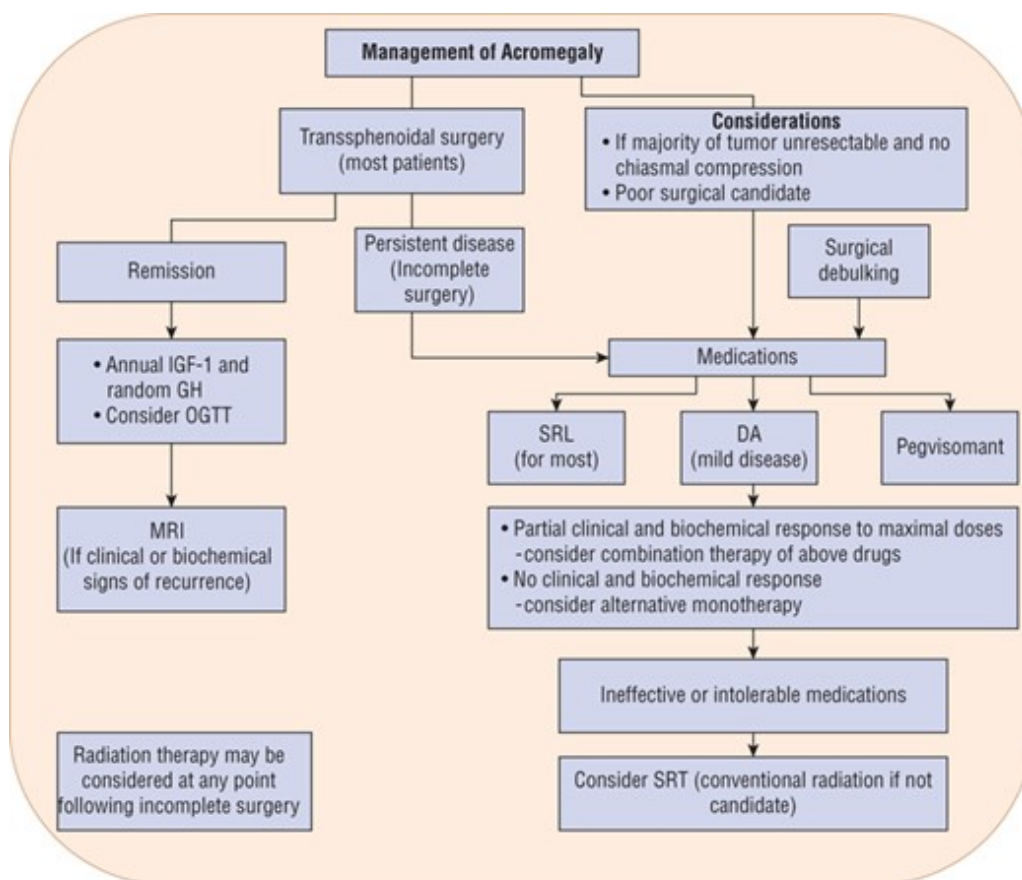 Management of Acromegaly
Transsphenoidal surgery
(most patients)
Considerations
• If majority of tumor unresectable and no
chiasmal compression
• Poor surgical candidate
Remission
Persistent disease
(Incomplete
surgery)
Surgical
debulking
• Annual IGF-1 and
random GH
• Consider OGTT
Medications
SRL
(for most)
DA
(mild disease)
Pegvisomant
MRI
(If clinical or biochemical
signs of recurrence)
• Partial clinical and biochemical response to maximal doses
-consider combination therapy of above drugs
• No clinical and biochemical response
-consider alternative monotherapy
Ineffective or intolerable medications
Radiation therapy may be
considered at any point
following incomplete surgery
Consider SRT (conventional radiation if not
candidate)